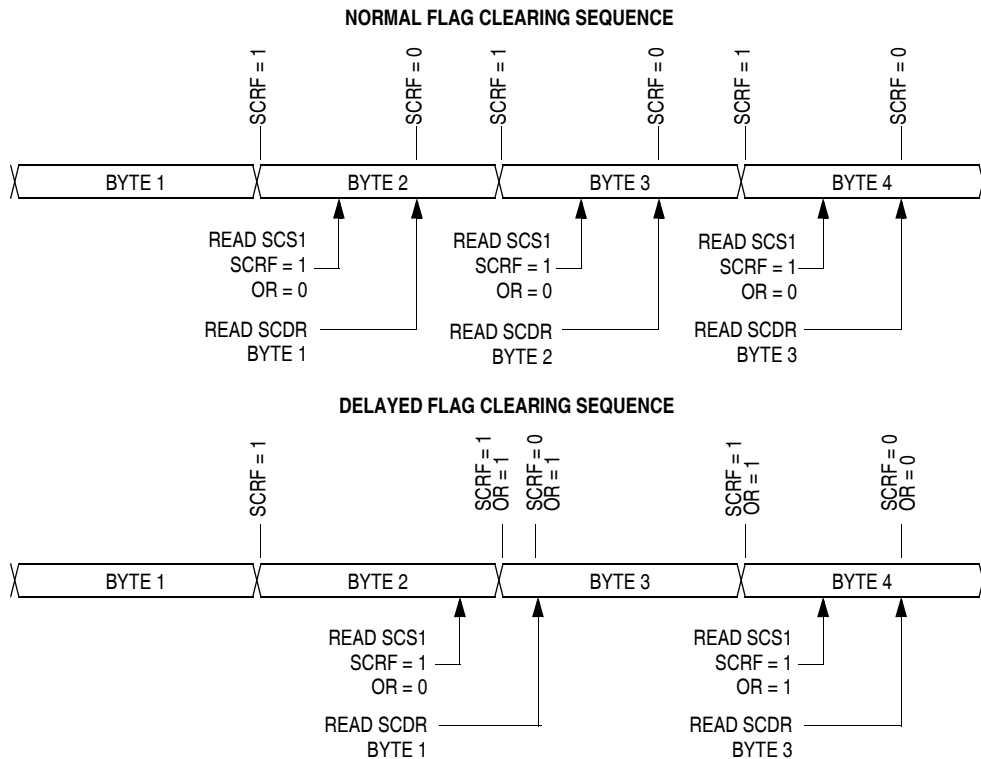 NORMAL FLAG CLEARING SEQUENCE
SCRF = 1
SCRF = 0
SCRF = 1
SCRF = 0
SCRF = 1
SCRF = 0
BYTE 1
BYTE 2
BYTE 3
BYTE 4
READ SCS1
SCRF = 1
OR = 0
READ SCS1
SCRF = 1
OR = 0
READ SCS1
SCRF = 1
OR = 0
READ SCDR
BYTE 1
READ SCDR
BYTE 2
READ SCDR
BYTE 3
DELAYED FLAG CLEARING SEQUENCE
SCRF = 1
SCRF = 1
OR = 1
SCRF = 0
OR = 1
SCRF = 1
OR = 1
SCRF = 0
OR = 0
BYTE 1
BYTE 2
BYTE 3
BYTE 4
READ SCS1
SCRF = 1
OR = 0
READ SCS1
SCRF = 1
OR = 1
READ SCDR
BYTE 1
READ SCDR
BYTE 3